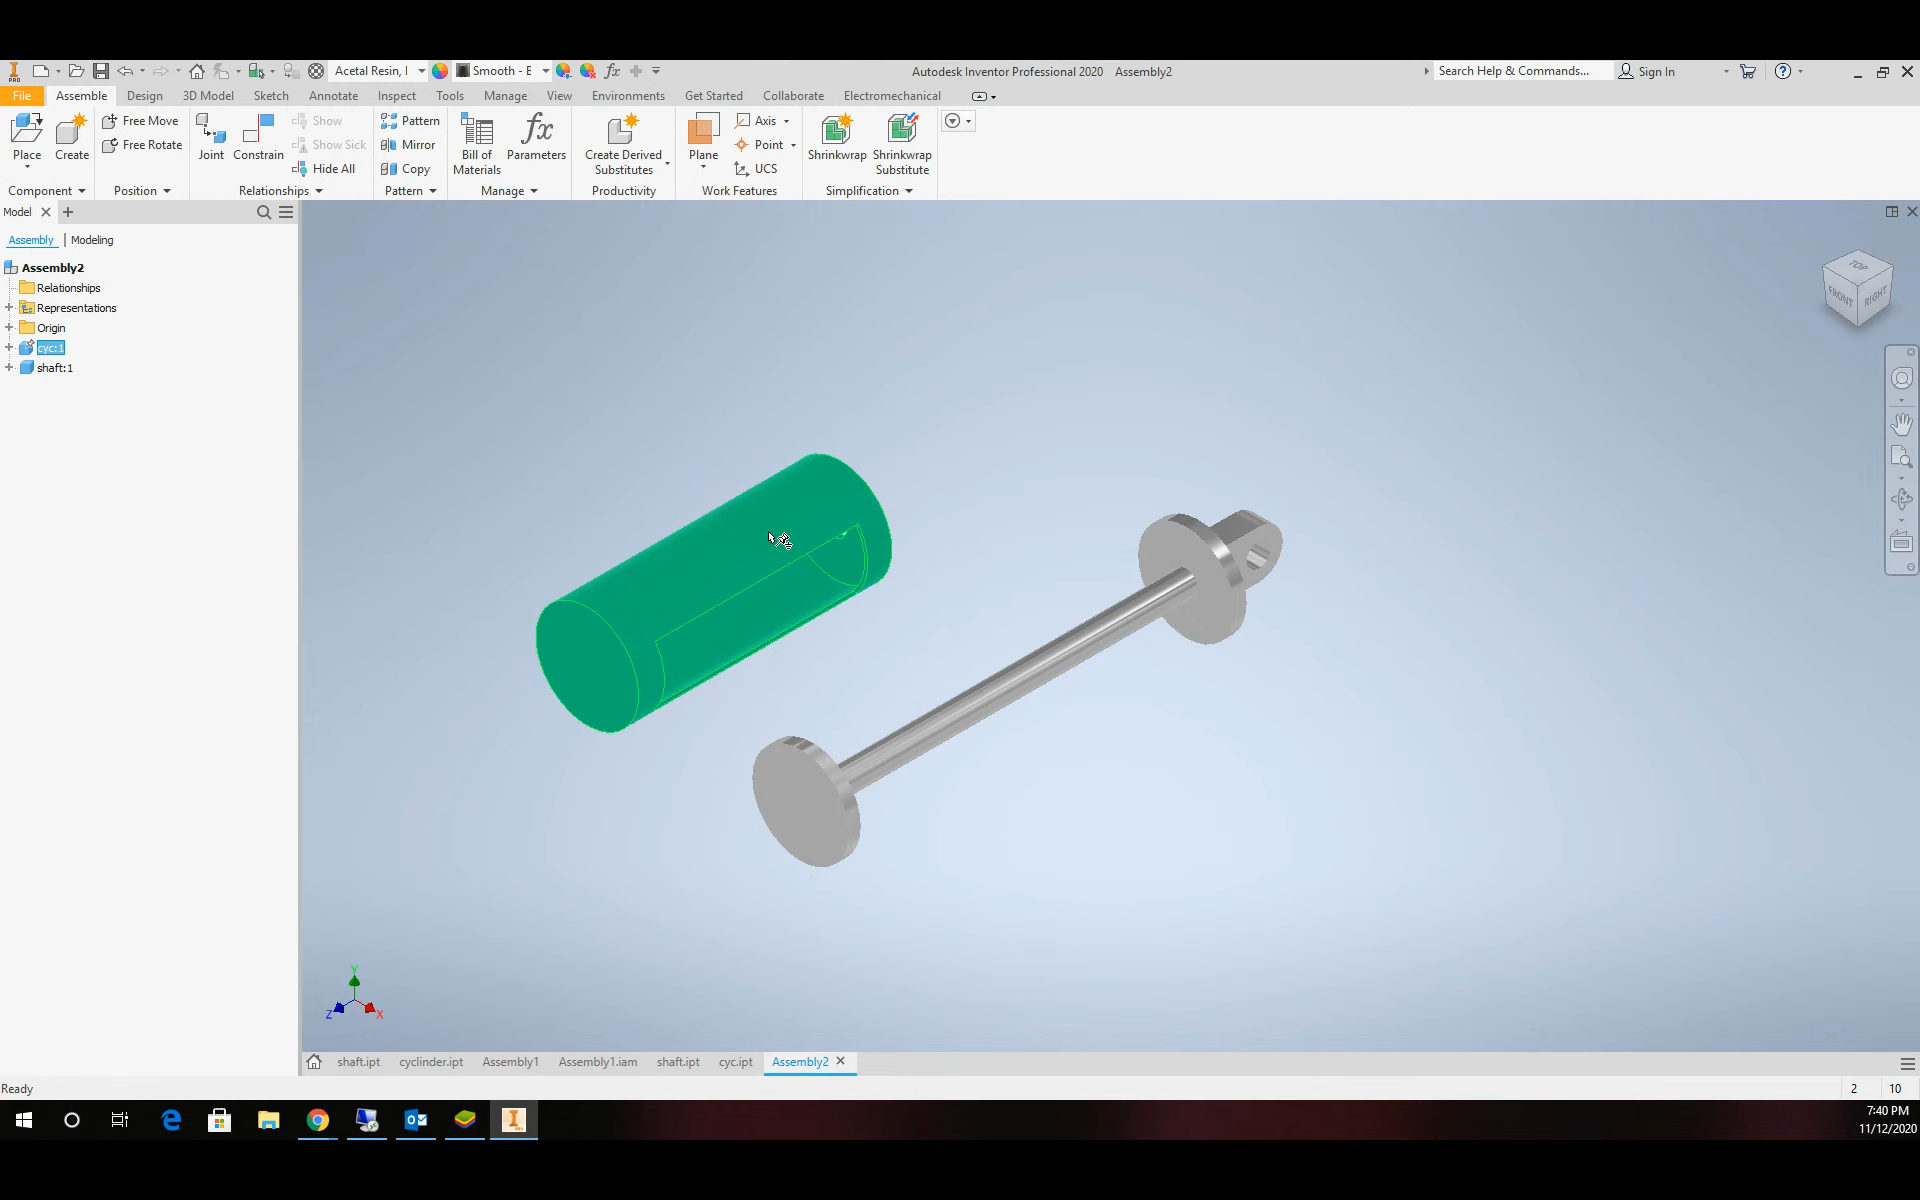 Acetal Resin, I
Smooth - E
Autodesk Inventor Professional 2020 Assembly2
Search Help & Commands...
Sign In
File Assemble Design 3D Model Sketch Annotate Inspect Tools Manage View Environments Get Started Collaborate Electromechanical
Place
Create
Free Move
Free Rotate
Joint
Constrain
Show
Show Sick
Hide All
Pattern
Mirror
Copy
Bill of
Materials
fx
Parameters
Create Derived
Substitutes
Plane
Axis
Point
UCS
Shrinkwrap
Shrinkwrap
Substitute
Component Position Relationships Pattern Manage Productivity Work Features Simplification
Model
Assembly | Modeling
Assembly2
Relationships
Representations
Origin
cyc:1
shaft:1
TOP
FRONT
RIGHT
Y
Z
X
shaft.ipt cyclinder.ipt Assembly1 Assembly1.iam shaft.ipt cyc.ipt Assembly2
Ready
2 10
7:40 PM
11/12/2020